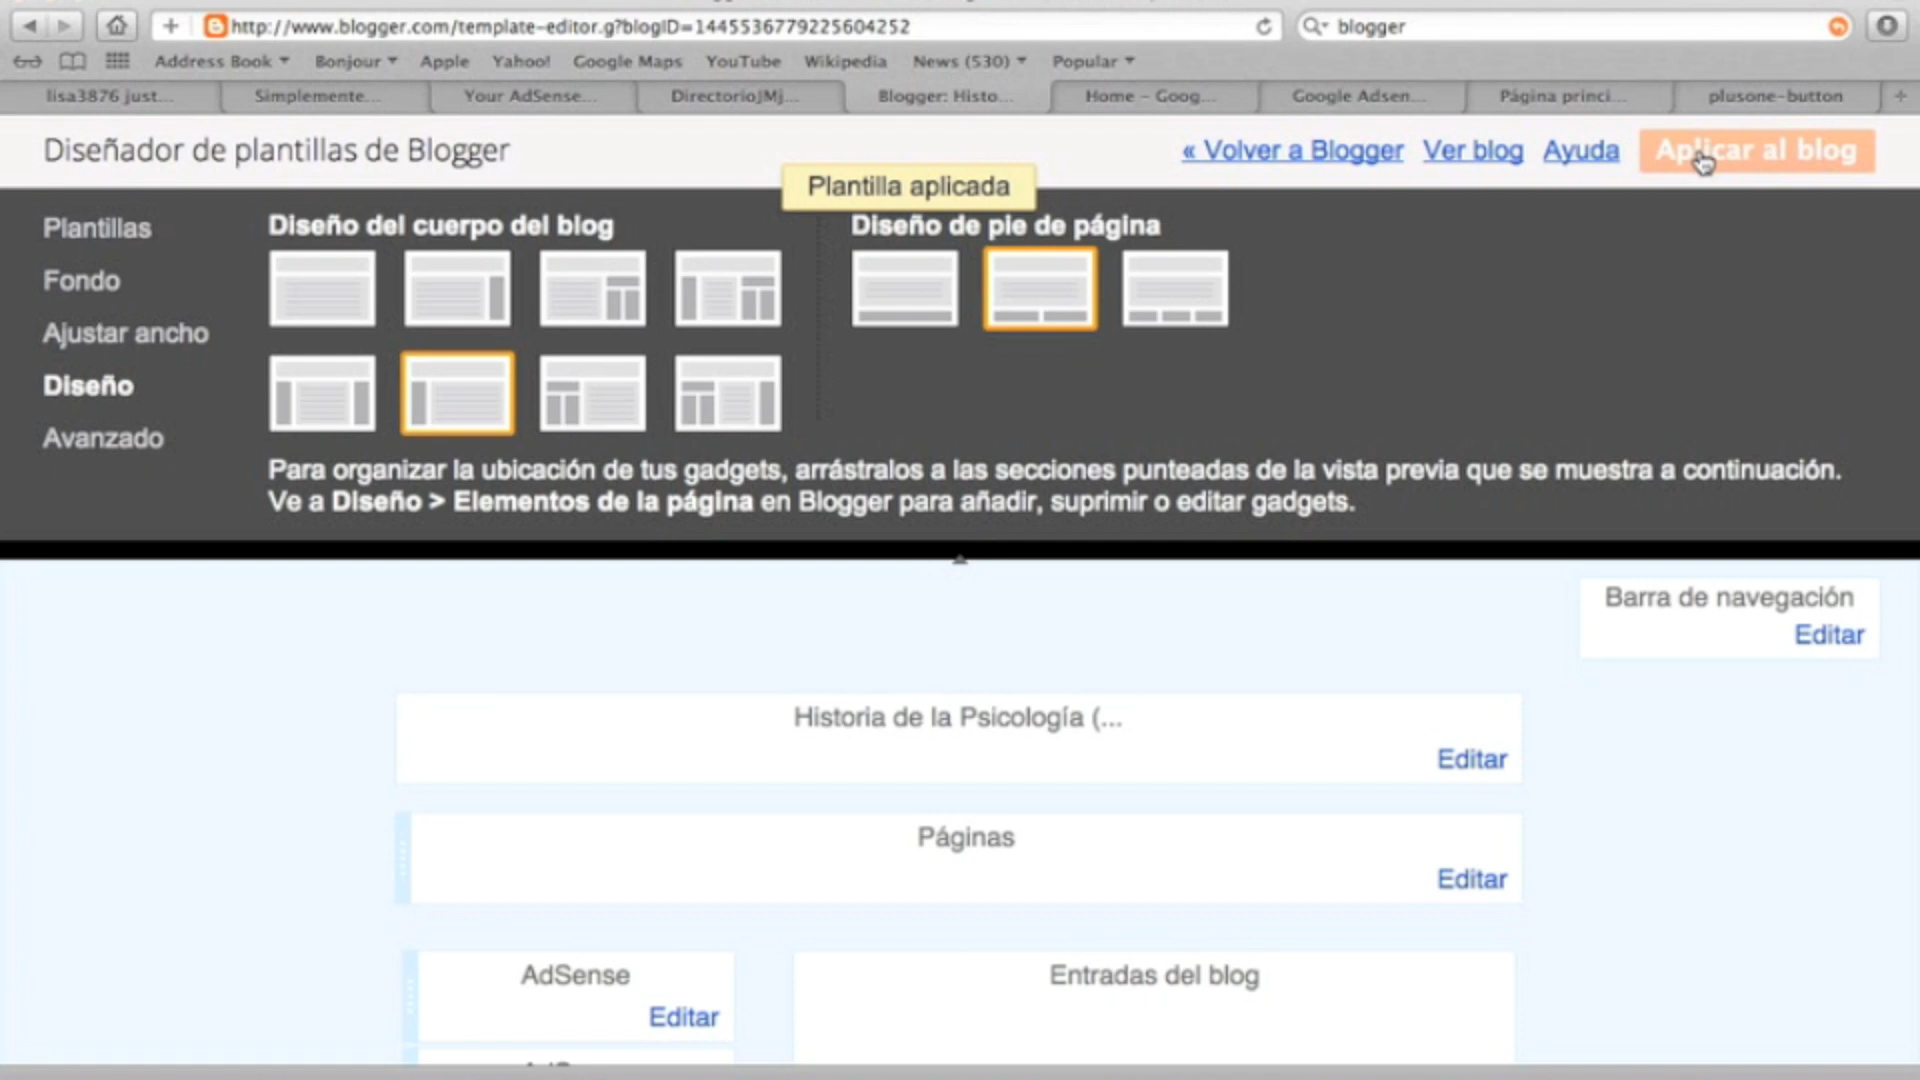 http://www.blogger.com/template-editor.g?blogID=1445536779225604252
blogger
Address Book
Bonjour
Apple
Yahoo!
Google Maps
YouTube
Wikipedia
News (530)
Popular
lisa3876 just...
Simplemente...
Your AdSense...
DirectorioJMj...
Blogger: Histo...
Home – Goog...
Google Adsen...
Página princi...
plusone-button
Diseñador de plantillas de Blogger
« Volver a Blogger
Ver blog
Ayuda
Aplicar al blog
Plantilla aplicada
Plantillas
Fondo
Ajustar ancho
Diseño
Avanzado
Diseño del cuerpo del blog
Diseño de pie de página
Para organizar la ubicación de tus gadgets, arrástralos a las secciones punteadas de la vista previa que se muestra a continuación.
Ve a Diseño > Elementos de la página en Blogger para añadir, suprimir o editar gadgets.
Barra de navegación
Editar
Historia de la Psicología (...
Editar
Páginas
Editar
AdSense
Editar
Entradas del blog